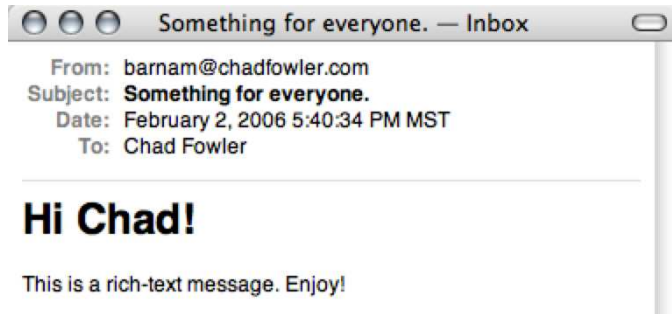 Something for everyone. — Inbox
From: barnam@chadfowler.com
Subject: Something for everyone.
Date: February 2, 2006 5:40:34 PM MST
To: Chad Fowler
Hi Chad!
This is a rich-text message. Enjoy!